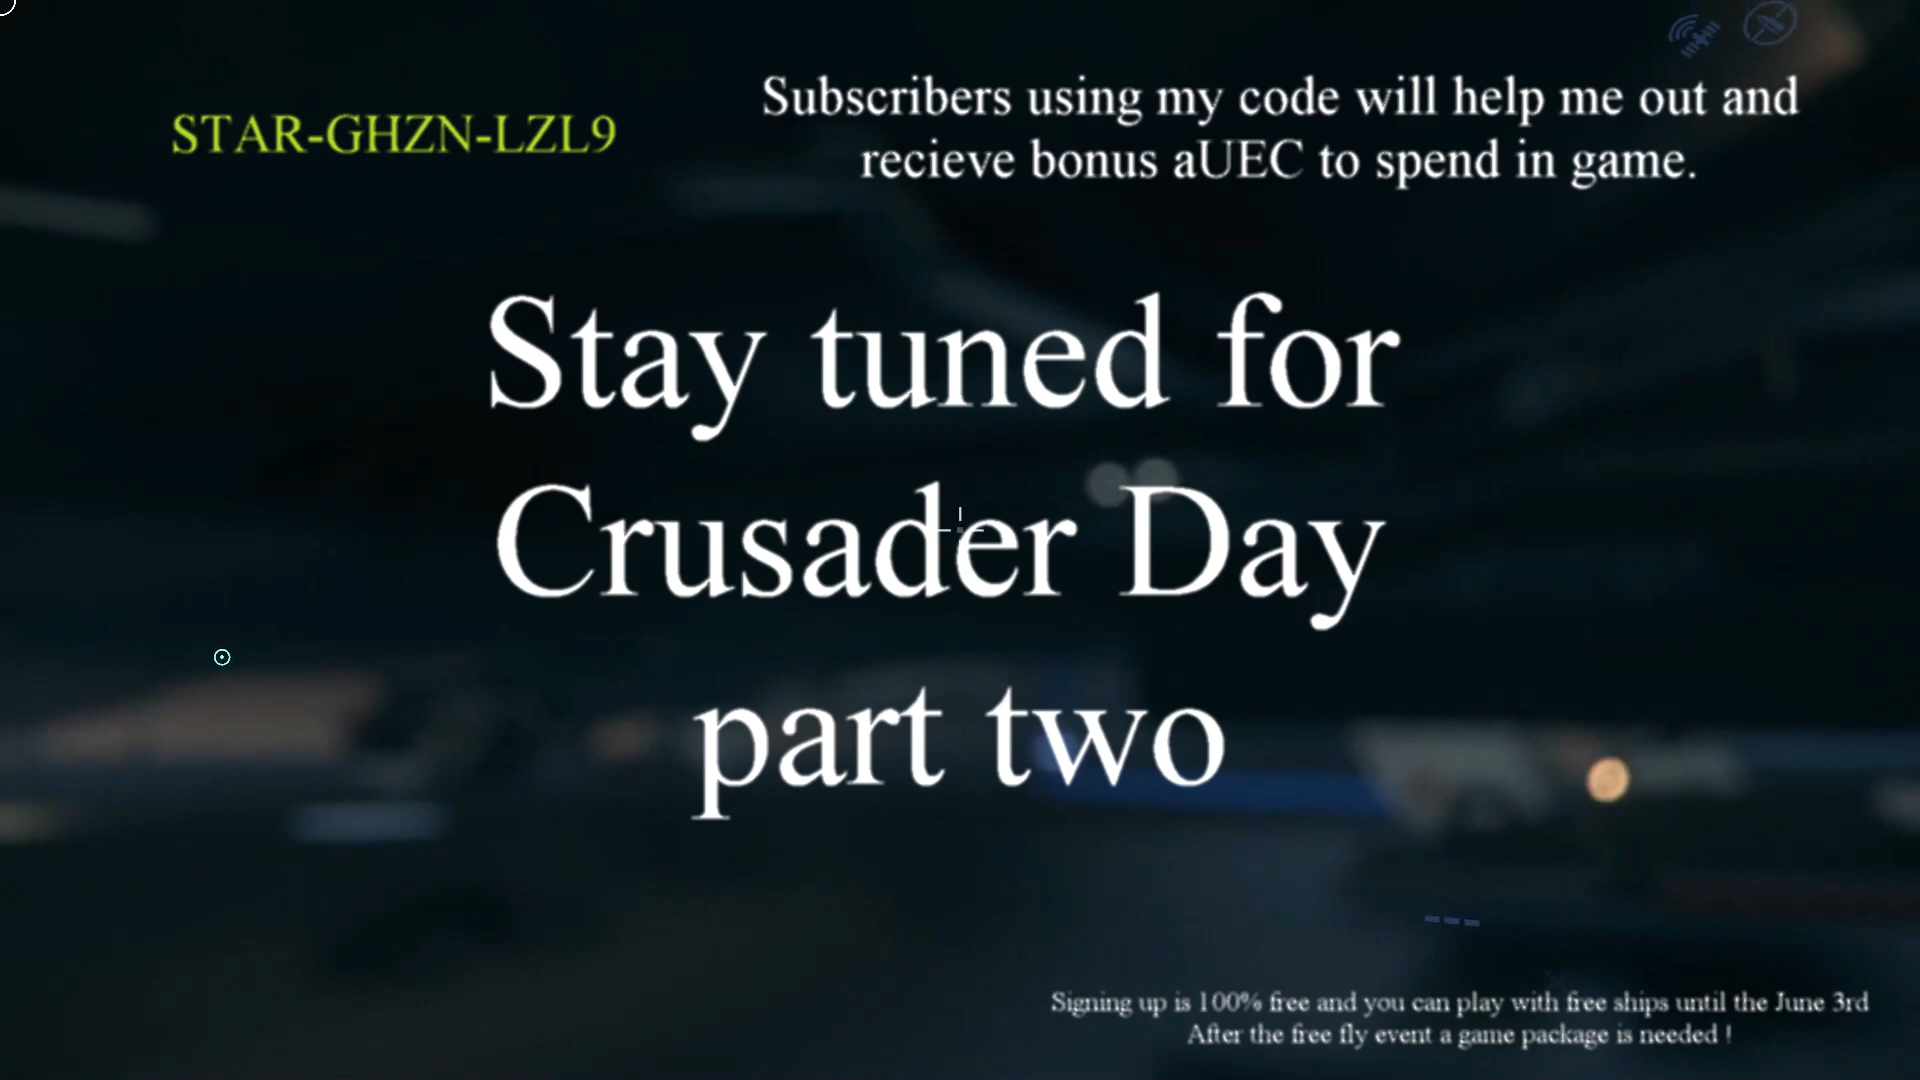 STAR-GHZN-LZL9
Subscribers using my code will help me out and
recieve bonus aUEC to spend in game.
Stay tuned for
Crusader Day
part two
Signing up is 100% free and you can play with free ships until the June 3rd
After the free fly event a game package is needed !